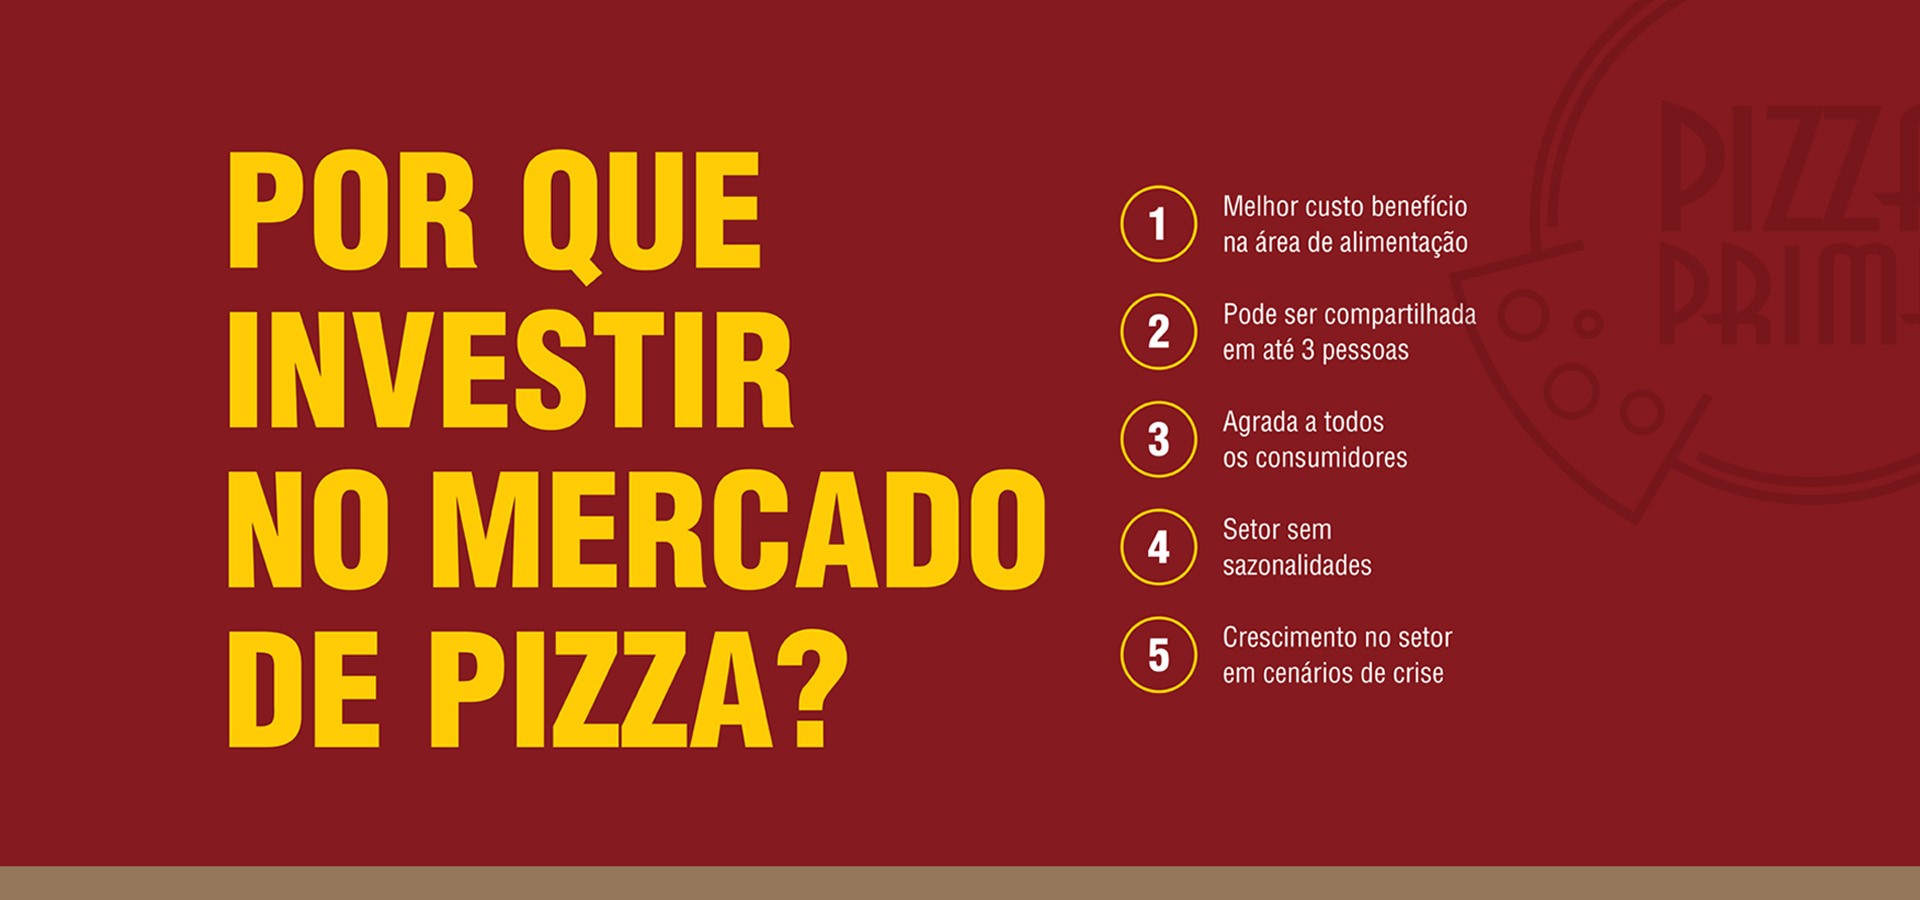 POR QUE
INVESTIR
NO MERCADO
DE PIZZA?
1
Melhor custo benefício
na área de alimentação
2
Pode ser compartilhada
em até 3 pessoas
3
Agrada a todos
os consumidores
4
Setor sem
sazonalidades
5
Crescimento no setor
em cenários de crise
PIZZA
PRIM